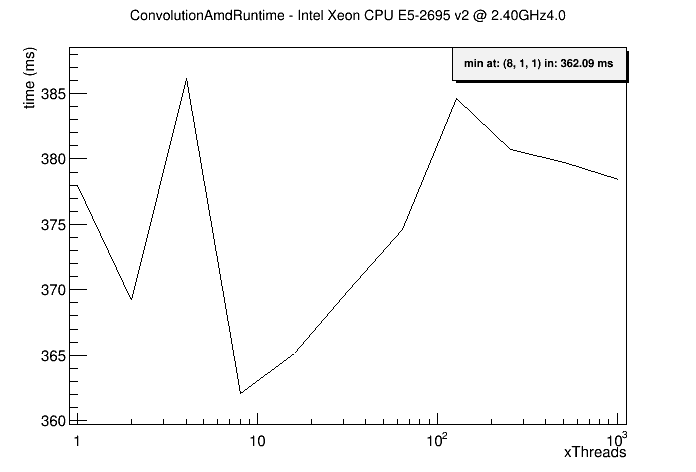 ConvolutionAmdRuntime - Intel Xeon CPU E5-2695 v2 @ 2.40GHz4.0
time (ms)
min at: (8, 1, 1) in: 362.09 ms
385
380
375
370
365
360
1 10 10² 10³
xThreads